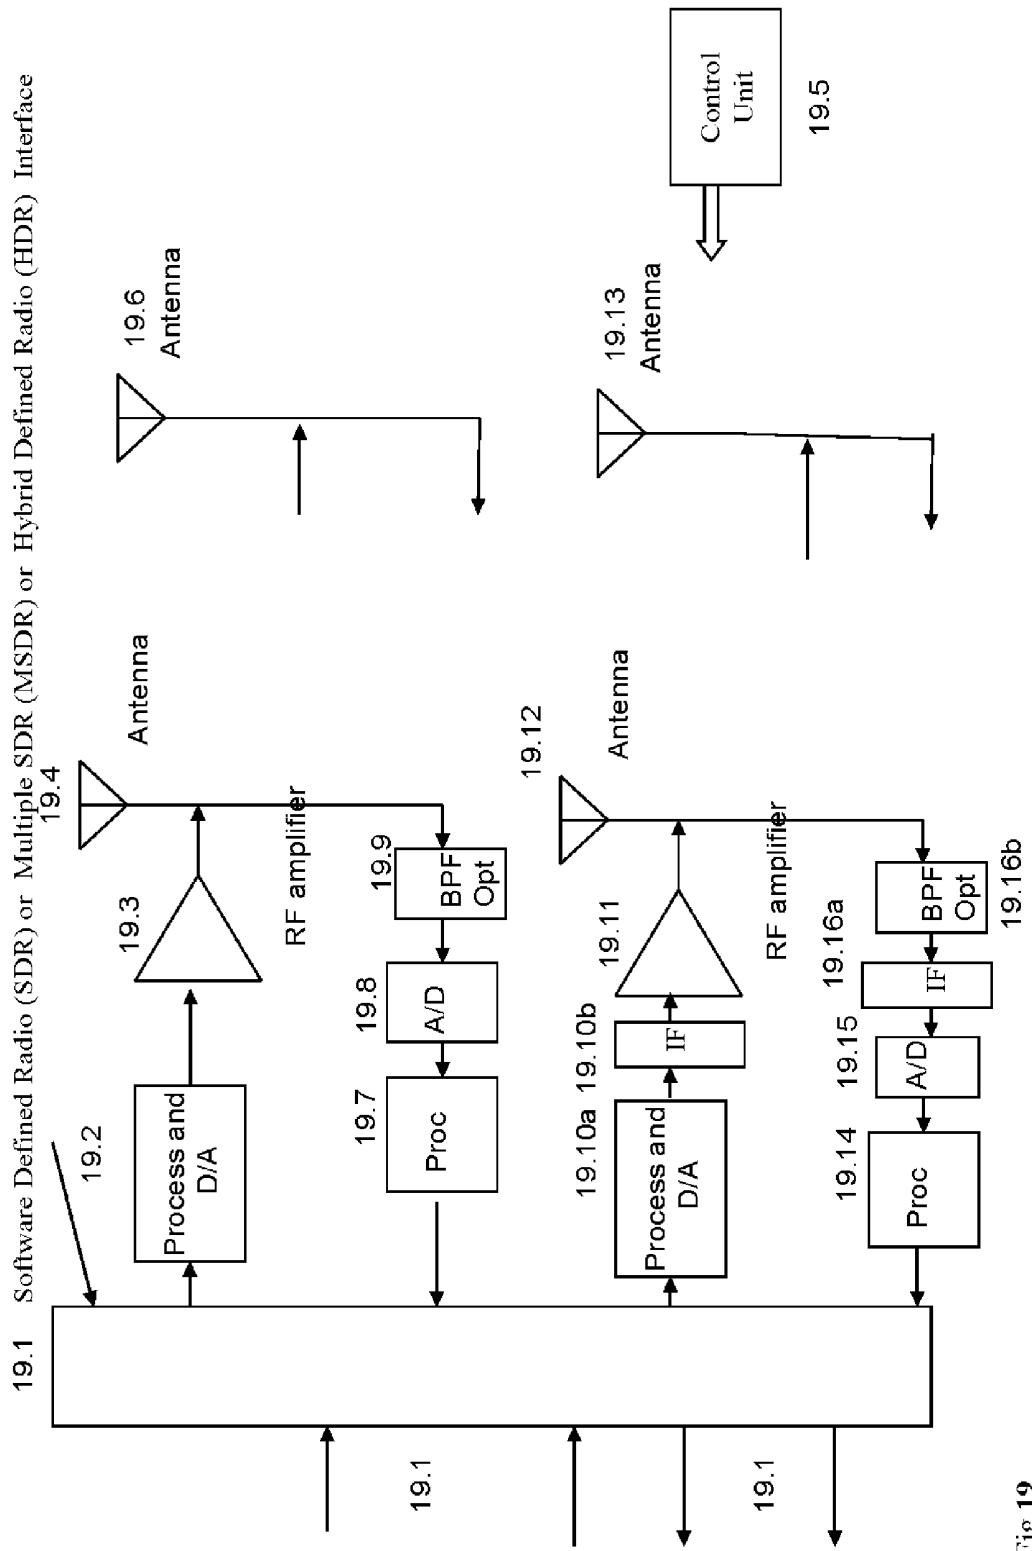 19.1 Software Defined Radio (SDR) or Multiple SDR (MSDR) or Hybrid Defined Radio (HDR) Interface
19.2
Process and
D/A
19.3
RF amplifier
19.4
Antenna
19.6
Antenna
19.7
Proc
19.8
A/D
19.9
BPF
Opt
19.10a
Process and
D/A
19.10b
IF
19.11
RF amplifier
19.12
Antenna
19.13
Antenna
Control
Unit
19.5
19.14
Proc
19.15
A/D
19.16a
IF
BPF
Opt
19.16b
19.1
19.1
Fig 19